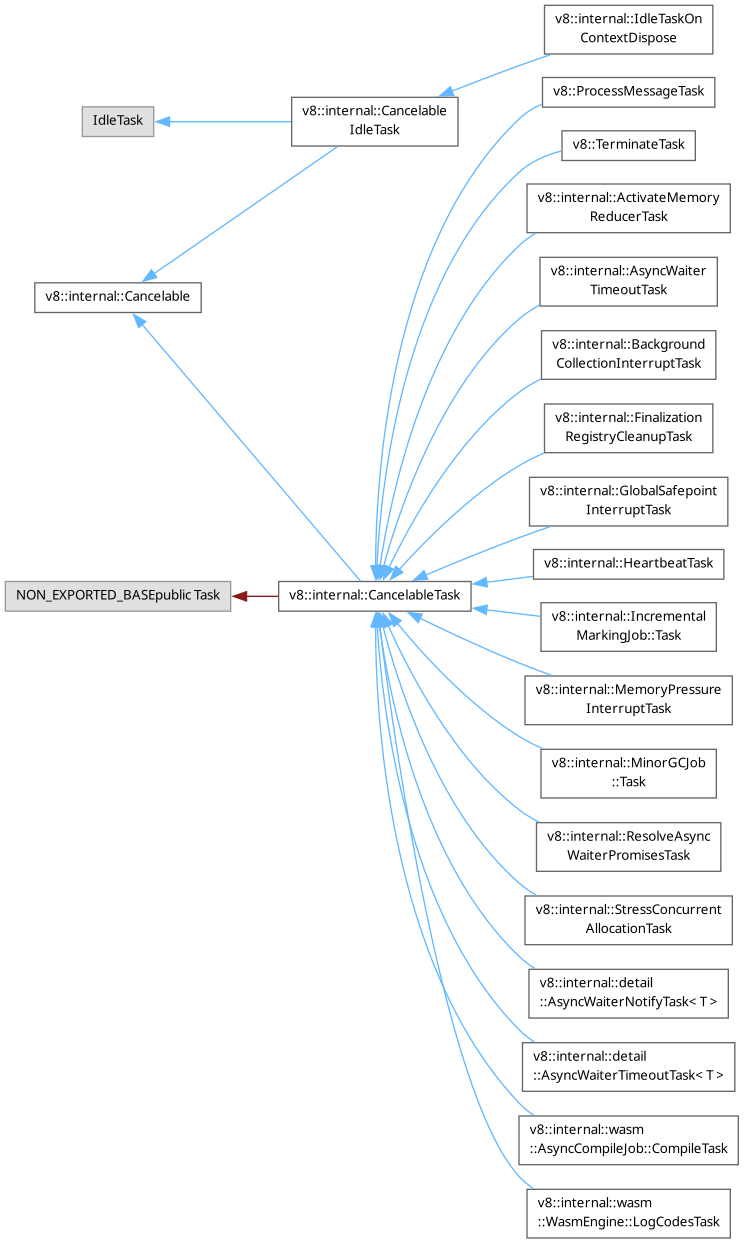 v8::internal::IdleTaskOn
ContextDispose
IdleTask
v8::internal::Cancelable
IdleTask
v8::ProcessMessageTask
v8::TerminateTask
v8::internal::ActivateMemory
ReducerTask
v8::internal::AsyncWaiter
TimeoutTask
v8::internal::Cancelable
v8::internal::Background
CollectionInterruptTask
v8::internal::Finalization
RegistryCleanupTask
v8::internal::GlobalSafepoint
InterruptTask
v8::internal::HeartbeatTask
NON_EXPORTED_BASEpublic Task
v8::internal::CancelableTask
v8::internal::Incremental
MarkingJob::Task
v8::internal::MemoryPressure
InterruptTask
v8::internal::MinorGCJob
::Task
v8::internal::ResolveAsync
WaiterPromisesTask
v8::internal::StressConcurrent
AllocationTask
v8::internal::detail
::AsyncWaiterNotifyTask< T >
v8::internal::detail
::AsyncWaiterTimeoutTask< T >
v8::internal::wasm
::AsyncCompileJob::CompileTask
v8::internal::wasm
::WasmEngine::LogCodesTask